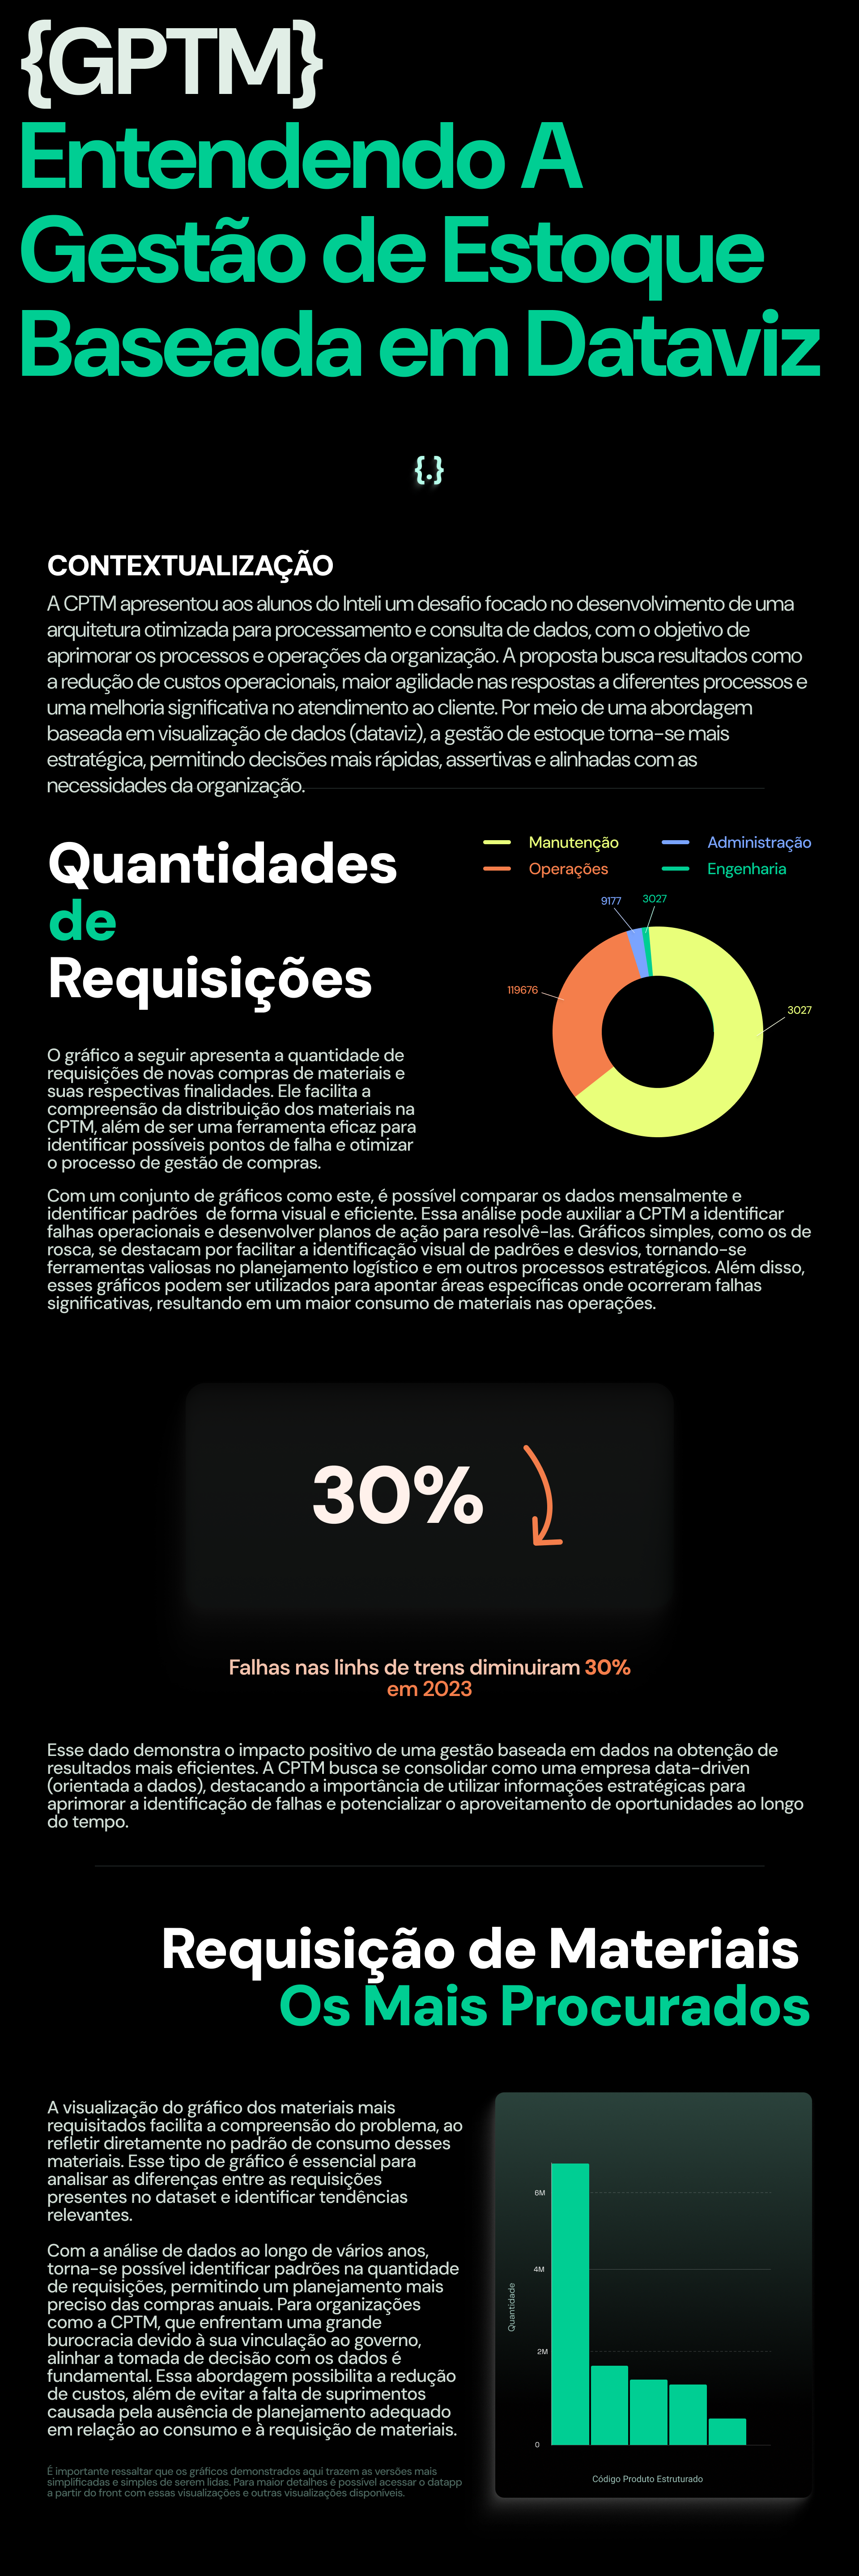 {GPTM}
Entendendo A
Gestão de Estoque
Baseada em Dataviz
{.}
CONTEXTUALIZAÇÃO
A CPTM apresentou aos alunos do Inteli um desafio focado no desenvolvimento de uma
arquitetura otimizada para processamento e consulta de dados, com o objetivo de
aprimorar os processos e operações da organização. A proposta busca resultados como
a redução de custos operacionais, maior agilidade nas respostas a diferentes processos e
uma melhoria significativa no atendimento ao cliente. Por meio de uma abordagem
baseada em visualização de dados (dataviz), a gestão de estoque torna-se mais
estratégica, permitindo decisões mais rápidas, assertivas e alinhadas com as
necessidades da organização.
Quantidades
de
Requisições
Manutenção
Administração
Operações
Engenharia
9177
3027
119676
3027
O gráfico a seguir apresenta a quantidade de
requisições de novas compras de materiais e
suas respectivas finalidades. Ele facilita a
compreensão da distribuição dos materiais na
CPTM, além de ser uma ferramenta eficaz para
identificar possíveis pontos de falha e otimizar
o processo de gestão de compras.
Com um conjunto de gráficos como este, é possível comparar os dados mensalmente e
identificar padrões  de forma visual e eficiente. Essa análise pode auxiliar a CPTM a identificar
falhas operacionais e desenvolver planos de ação para resolvê-las. Gráficos simples, como os de
rosca, se destacam por facilitar a identificação visual de padrões e desvios, tornando-se
ferramentas valiosas no planejamento logístico e em outros processos estratégicos. Além disso,
esses gráficos podem ser utilizados para apontar áreas específicas onde ocorreram falhas
significativas, resultando em um maior consumo de materiais nas operações.
30%
Falhas nas linhs de trens diminuiram 30%
em 2023
Esse dado demonstra o impacto positivo de uma gestão baseada em dados na obtenção de
resultados mais eficientes. A CPTM busca se consolidar como uma empresa data-driven
(orientada a dados), destacando a importância de utilizar informações estratégicas para
aprimorar a identificação de falhas e potencializar o aproveitamento de oportunidades ao longo
do tempo.
Requisição de Materiais
Os Mais Procurados
A visualização do gráfico dos materiais mais
requisitados facilita a compreensão do problema, ao
refletir diretamente no padrão de consumo desses
materiais. Esse tipo de gráfico é essencial para
analisar as diferenças entre as requisições
presentes no dataset e identificar tendências
relevantes.
Com a análise de dados ao longo de vários anos,
torna-se possível identificar padrões na quantidade
de requisições, permitindo um planejamento mais
preciso das compras anuais. Para organizações
como a CPTM, que enfrentam uma grande
burocracia devido à sua vinculação ao governo,
alinhar a tomada de decisão com os dados é
fundamental. Essa abordagem possibilita a redução
de custos, além de evitar a falta de suprimentos
causada pela ausência de planejamento adequado
em relação ao consumo e à requisição de materiais.
É importante ressaltar que os gráficos demonstrados aqui trazem as versões mais
simplificadas e simples de serem lidas. Para maior detalhes é possível acessar o datapp
a partir do front com essas visualizações e outras visualizações disponíveis.
6M
4M
Quantidade
2M
0
Código Produto Estruturado